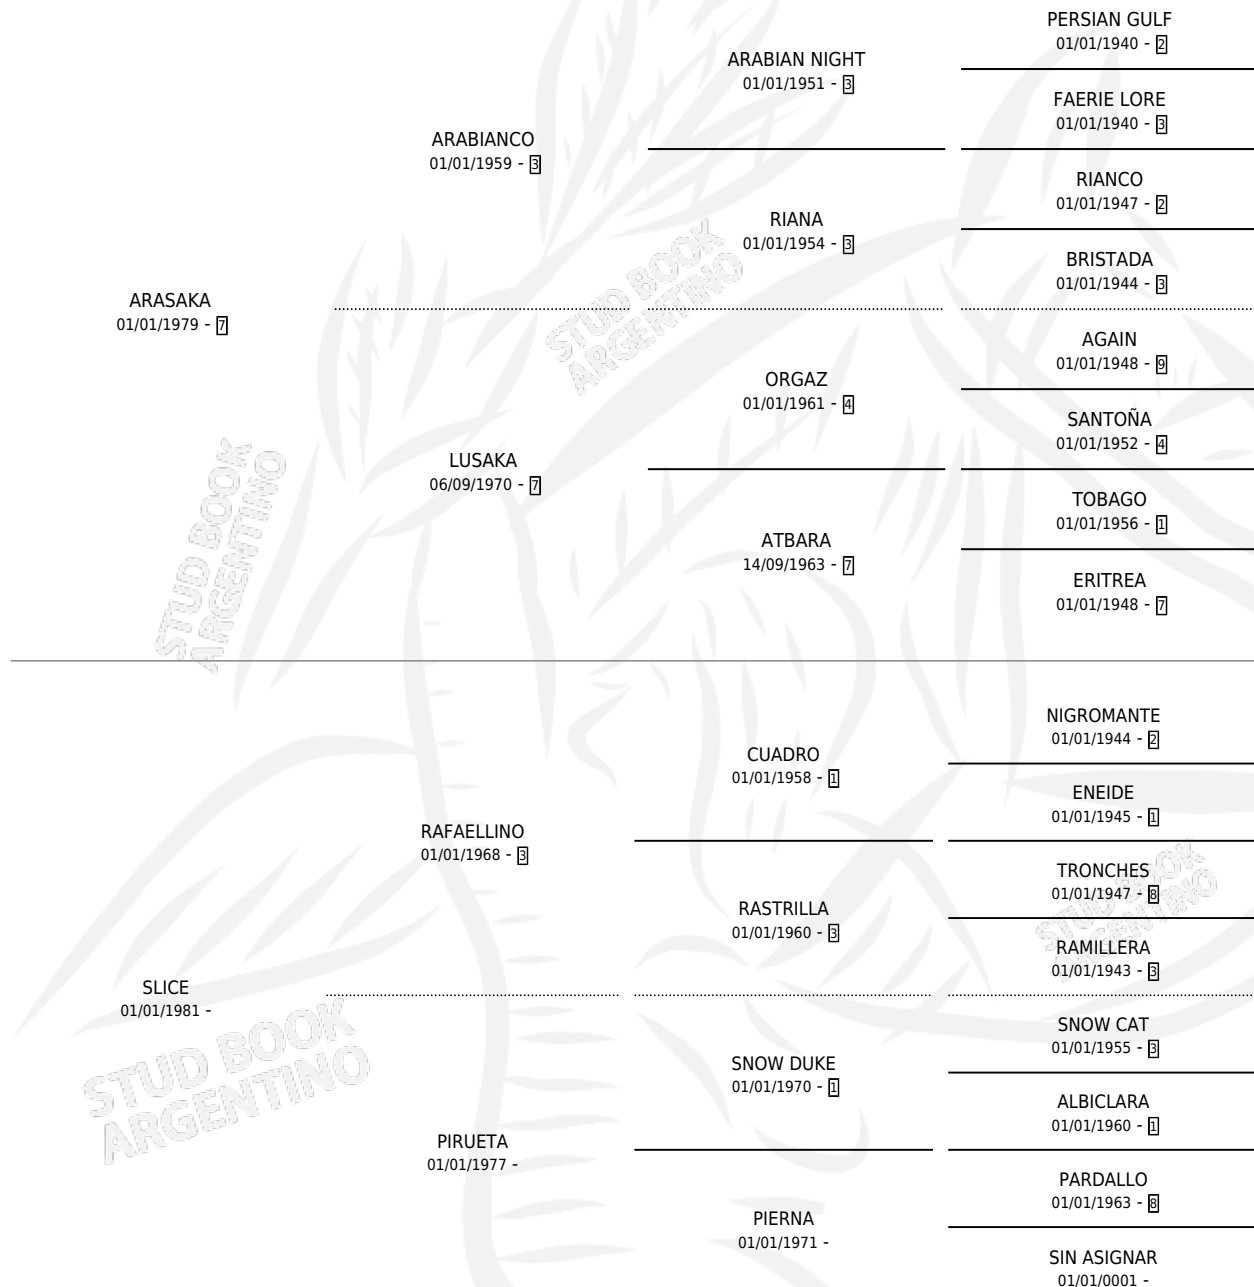 PERSIAN GULF
01/01/1940 - 2
ARABIAN NIGHT
01/01/1951 - 3
FAERIE LORE
01/01/1940 - 3
ARABIANCO
01/01/1959 - 3
RIANCO
01/01/1947 - 2
RIANA
01/01/1954 - 3
BRISTADA
01/01/1944 - 3
ARASAKA
01/01/1979 - 7
STUD BOOK
ARGENTINO
AGAIN
01/01/1948 - 9
ORGAZ
01/01/1961 - 4
SANTOÑA
01/01/1952 - 4
LUSAKA
06/09/1970 - 7
TOBAGO
01/01/1956 - 1
ATBARA
14/09/1963 - 7
ERITREA
01/01/1948 - 7
STUD BOOK
ARGENTINO
NIGROMANTE
01/01/1944 - 2
CUADRO
01/01/1958 - 1
ENEIDE
01/01/1945 - 1
RAFAELLINO
01/01/1968 - 3
TRONCHES
01/01/1947 - 8
RASTRILLA
01/01/1960 - 3
RAMILLERA
01/01/1943 - 3
STUD BOOK
ARGENTINO
SLICE
01/01/1981 -
SNOW CAT
01/01/1955 - 3
SNOW DUKE
01/01/1970 - 1
ALBICLARA
01/01/1960 - 1
STUD BOOK
ARGENTINO
PIRUETA
01/01/1977 -
PARDALLO
01/01/1963 - 8
PIERNA
01/01/1971 -
SIN ASIGNAR
01/01/0001 -